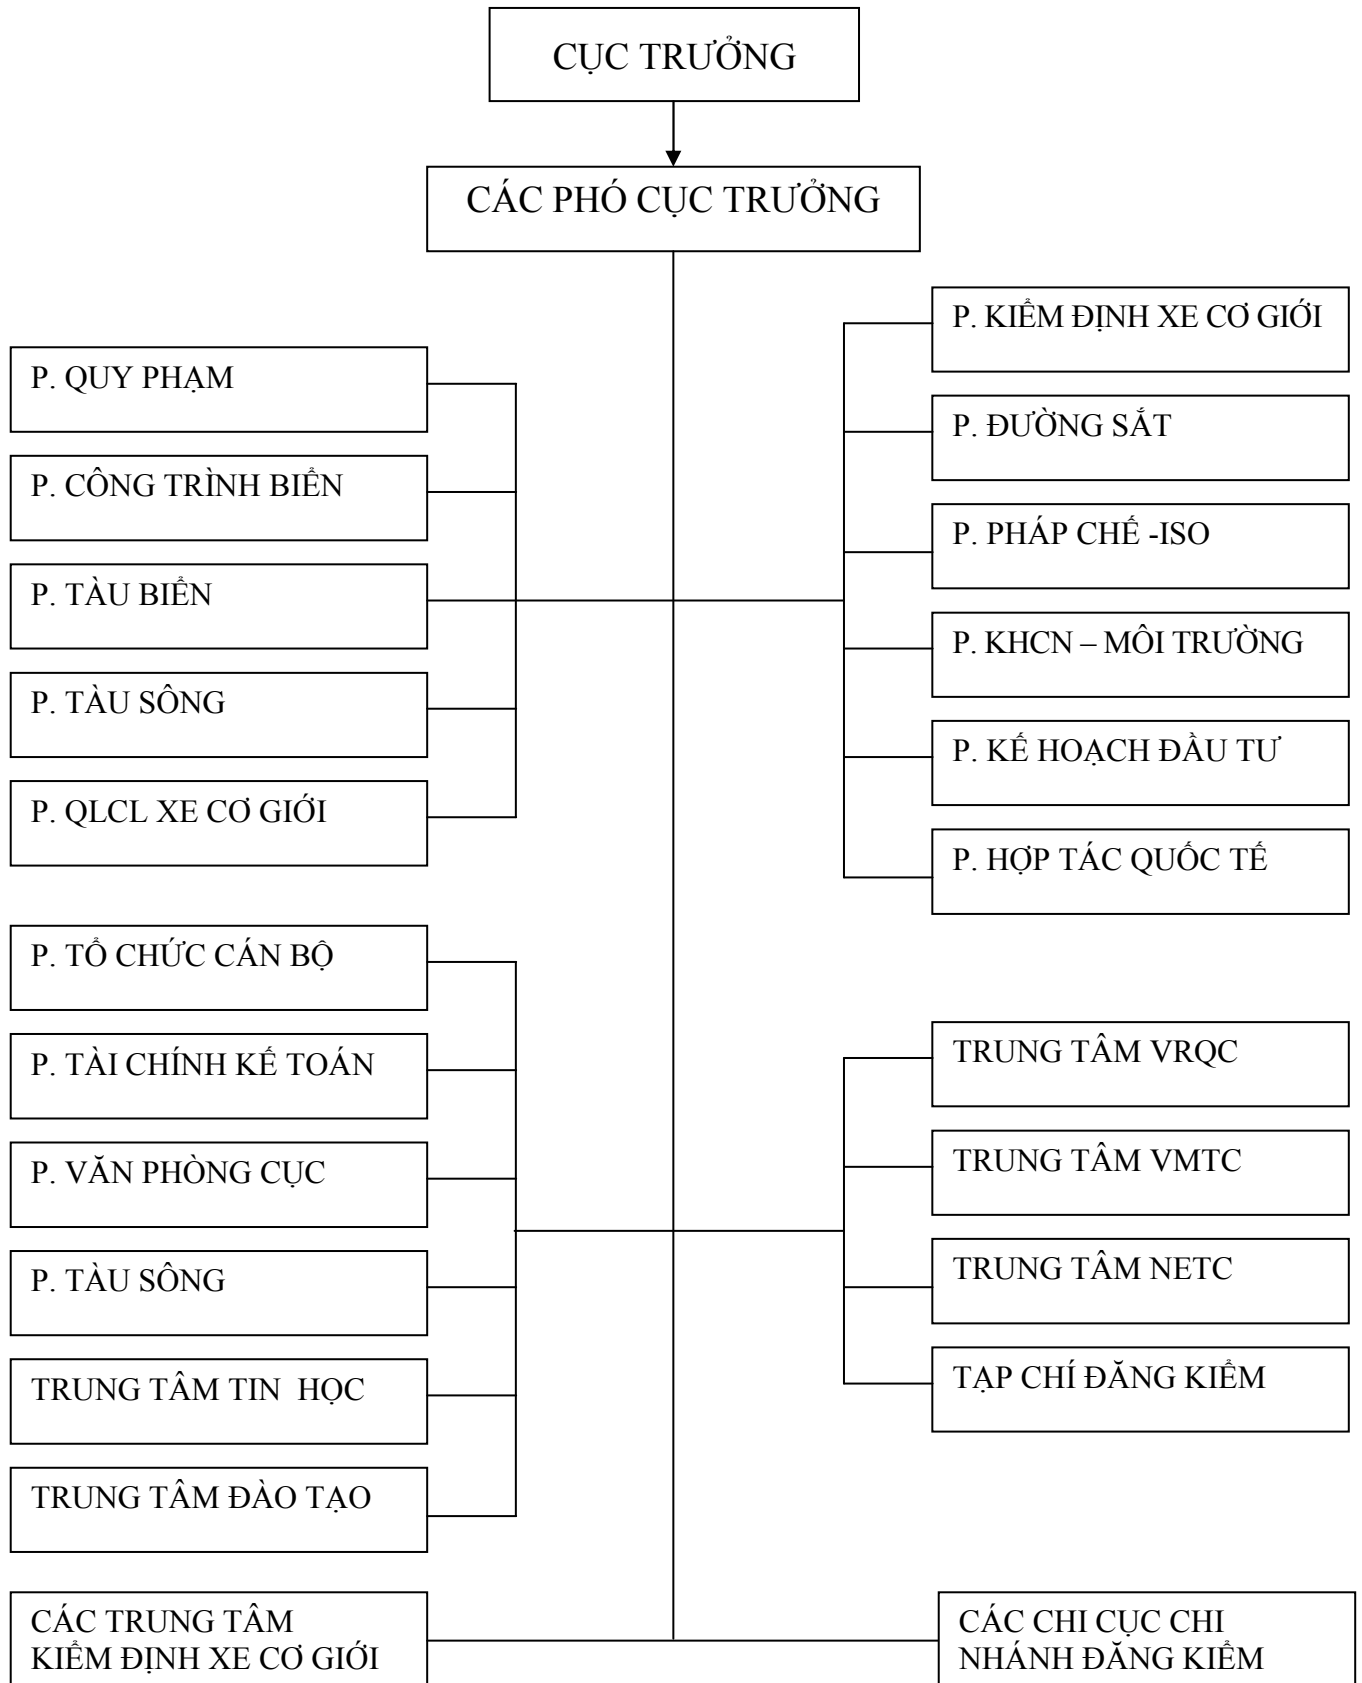 CỤC TRƯỞNG
CÁC PHÓ CỤC TRƯỞNG
P. QUY PHẠM
P. CÔNG TRÌNH BIỂN
P. TÀU BIỂN
P. TÀU SÔNG
P. QLCL XE CƠ GIỚI
P. KIỂM ĐỊNH XE CƠ GIỚI
P. ĐƯỜNG SẮT
P. PHÁP CHẾ -ISO
P. KHCN – MÔI TRƯỜNG
P. KẾ HOẠCH ĐẦU TƯ
P. HỢP TÁC QUỐC TẾ
P. TỔ CHỨC CÁN BỘ
P. TÀI CHÍNH KẾ TOÁN
P. VĂN PHÒNG CỤC
P. TÀU SÔNG
TRUNG TÂM TIN  HỌC
TRUNG TÂM ĐÀO TẠO
TRUNG TÂM VRQC
TRUNG TÂM VMTC
TRUNG TÂM NETC
TẠP CHÍ ĐĂNG KIỂM
CÁC TRUNG TÂM
KIỂM ĐỊNH XE CƠ GIỚI
CÁC CHI CỤC CHI
NHÁNH ĐĂNG KIỂM